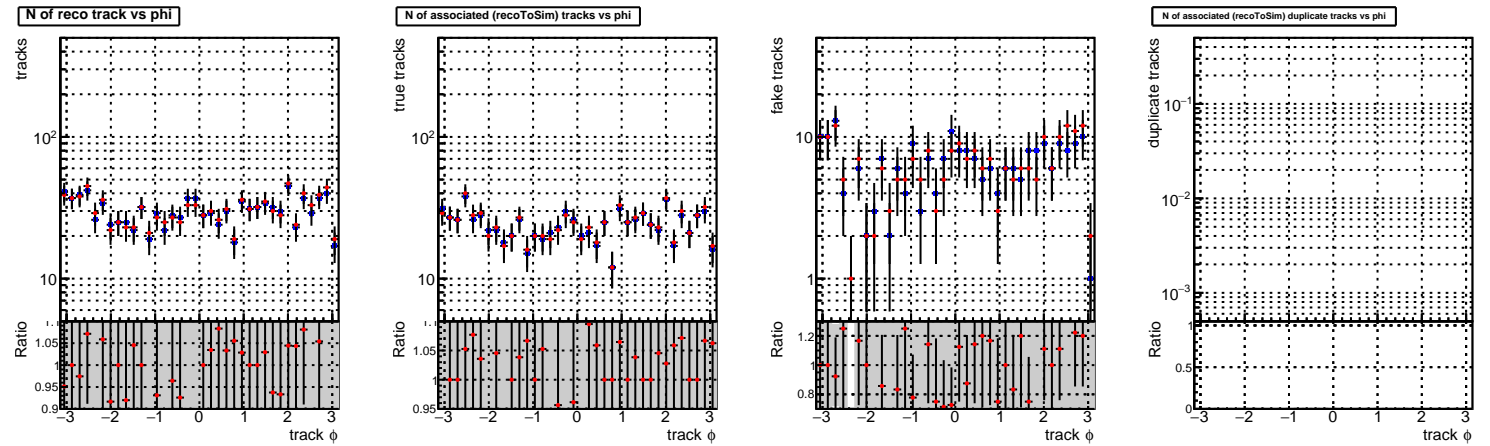 N of reco track vs phi
tracks
10²
10
Ratio
1.1
1.05
1
0.95
0.9
−3 −2 −1 0 1 2 3
track ϕ
N of associated (recoToSim) tracks vs phi
true tracks
10²
10
Ratio
1.1
1.05
1
0.95
−3 −2 −1 0 1 2 3
track ϕ
fake tracks
10
1
Ratio
1.2
1
0.8
−3 −2 −1 0 1 2 3
track ϕ
N of associated (recoToSim) duplicate tracks vs phi
duplicate tracks
10⁻¹
10⁻²
10⁻³
Ratio
1
0.5
0
−3 −2 −1 0 1 2 3
track ϕ